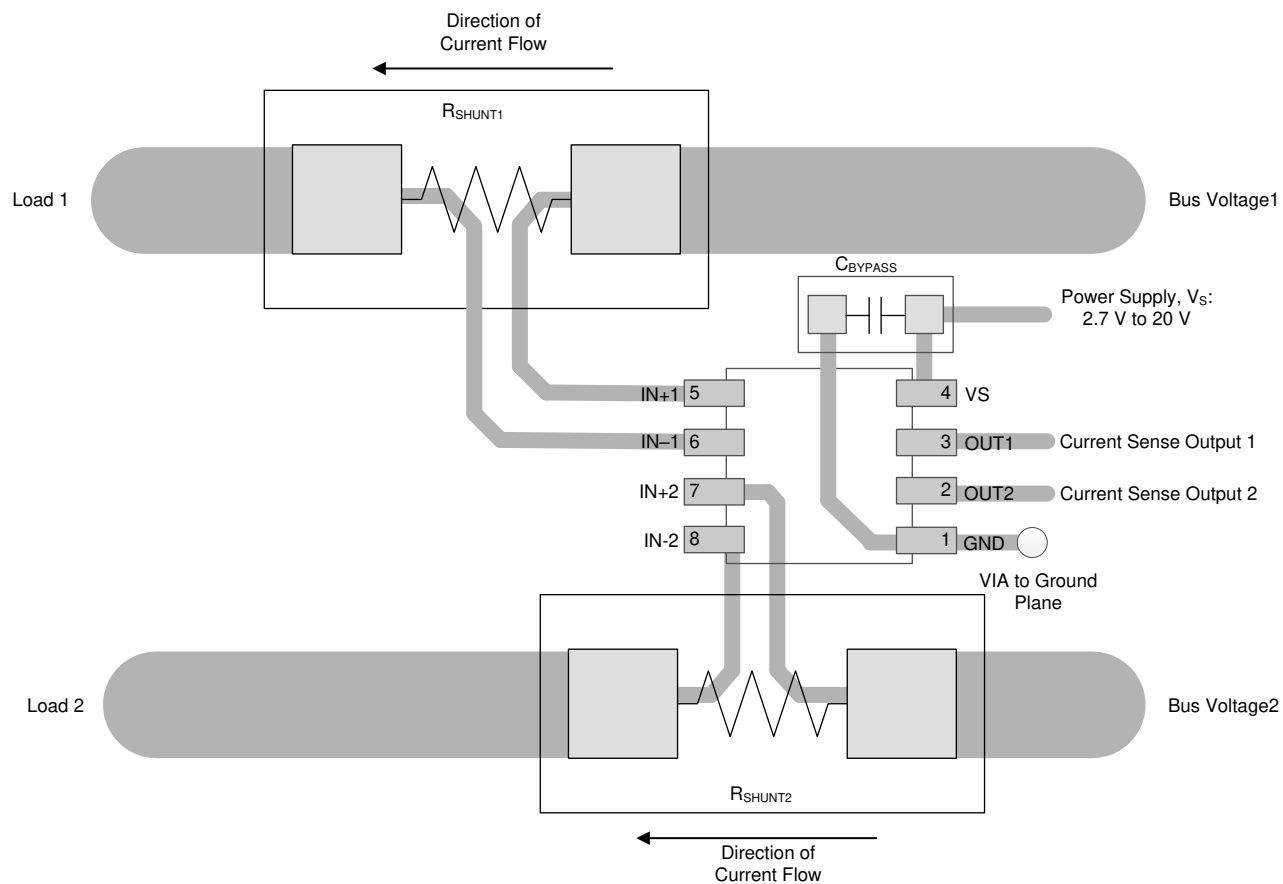 Direction of
Current Flow
RSHUNT1
Load 1
Bus Voltage1
CBYPASS
Power Supply, VS:
2.7 V to 20 V
IN+1 5
4 VS
IN–1 6
3 OUT1 Current Sense Output 1
IN+2 7
2 OUT2 Current Sense Output 2
IN-2 8
1 GND
VIA to Ground
Plane
Load 2
Bus Voltage2
RSHUNT2
Direction of
Current Flow